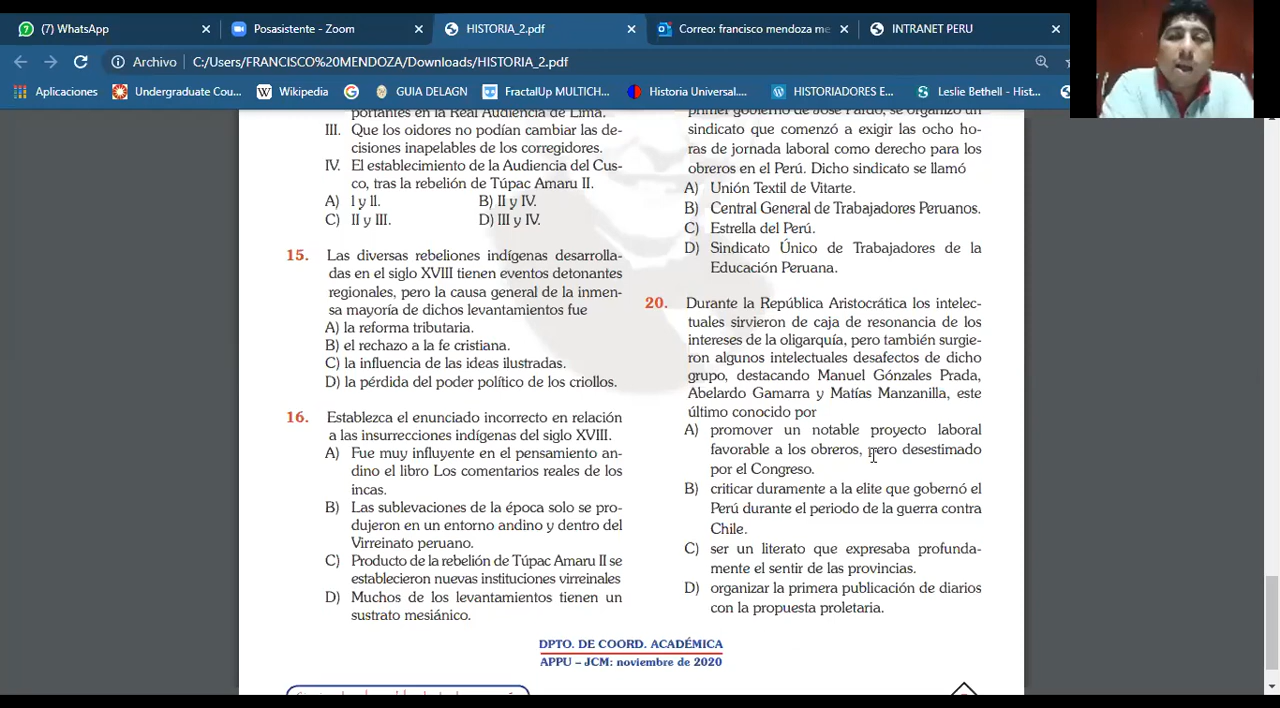 (7) WhatsApp
Posasistente - Zoom
HISTORIA_2.pdf
Correo: francisco mendoza me
INTRANET PERU
Archivo | C:/Users/FRANCISCO%20MENDOZA/Downloads/HISTORIA_2.pdf
Aplicaciones
Undergraduate Cou...
Wikipedia
GUIA DELAGN
FractalUp MULTICH...
Historia Universal....
HISTORIADORES E...
Leslie Bethell - Hist...
portantes en la Real Audiencia de Lima.
III. Que los oidores no podían cambiar las de-
cisiones inapelables de los corregidores.
IV. El establecimiento de la Audiencia del Cus-
co, tras la rebelión de Túpac Amaru II.
A) l y ll. B) II y IV.
C) II y III. D) III y IV.
15. Las diversas rebeliones indígenas desarrolla-
das en el siglo XVIII tienen eventos detonantes
regionales, pero la causa general de la inmen-
sa mayoría de dichos levantamientos fue
A) la reforma tributaria.
B) el rechazo a la fe cristiana.
C) la influencia de las ideas ilustradas.
D) la pérdida del poder político de los criollos.
16. Establezca el enunciado incorrecto en relación
a las insurrecciones indígenas del siglo XVIII.
A) Fue muy influyente en el pensamiento an-
dino el libro Los comentarios reales de los
incas.
B) Las sublevaciones de la época solo se pro-
dujeron en un entorno andino y dentro del
Virreinato peruano.
C) Producto de la rebelión de Túpac Amaru II se
establecieron nuevas instituciones virreinales
D) Muchos de los levantamientos tienen un
sustrato mesiánico.
primer gobierno de José Pardo, se organizó un
sindicato que comenzó a exigir las ocho ho-
ras de jornada laboral como derecho para los
obreros en el Perú. Dicho sindicato se llamó
A) Unión Textil de Vitarte.
B) Central General de Trabajadores Peruanos.
C) Estrella del Perú.
D) Sindicato Único de Trabajadores de la
Educación Peruana.
20. Durante la República Aristocrática los intelec-
tuales sirvieron de caja de resonancia de los
intereses de la oligarquía, pero también surgie-
ron algunos intelectuales desafectos de dicho
grupo, destacando Manuel Gónzales Prada,
Abelardo Gamarra y Matías Manzanilla, este
último conocido por
A) promover un notable proyecto laboral
favorable a los obreros, pero desestimado
por el Congreso.
B) criticar duramente a la elite que gobernó el
Perú durante el periodo de la guerra contra
Chile.
C) ser un literato que expresaba profunda-
mente el sentir de las provincias.
D) organizar la primera publicación de diarios
con la propuesta proletaria.
DPTO. DE COORD. ACADÉMICA
APPU – JCM: noviembre de 2020